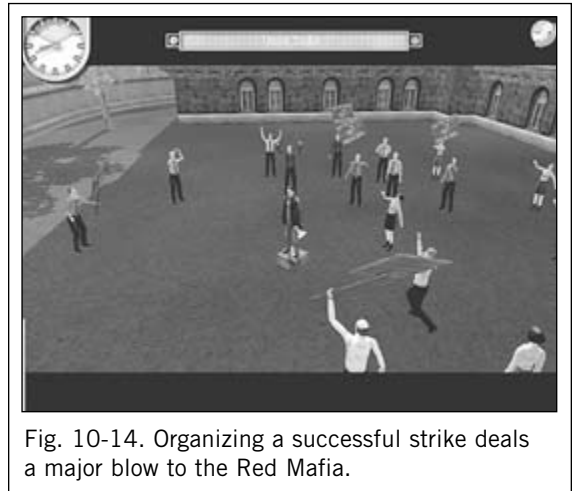 Fig. 10-14. Organizing a successful strike deals
a major blow to the Red Mafia.